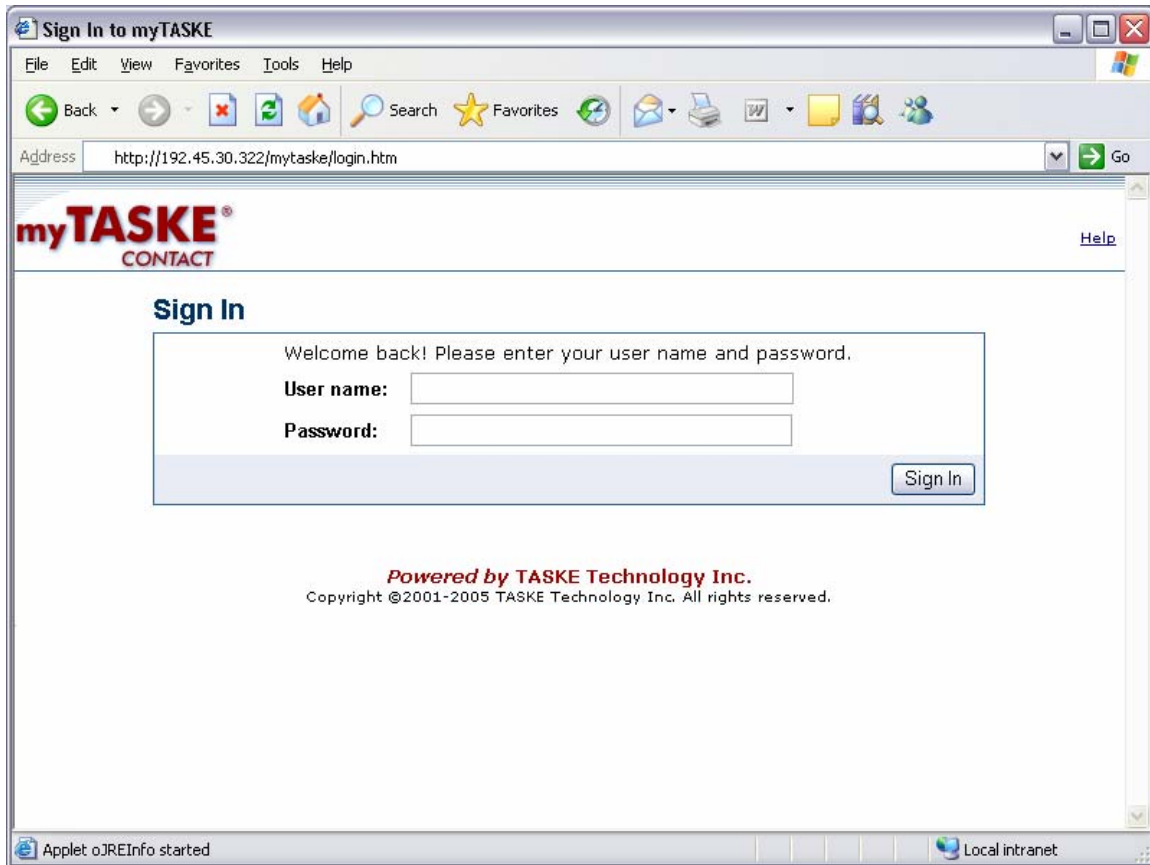 Sign In to myTASKE
File Edit View Favorites Tools Help
Back Search Favorites W
Address http://192.45.30.322/mytaske/login.htm Go
myTASKE®
CONTACT
Help
Sign In
Welcome back! Please enter your user name and password.
User name:
Password:
Sign In
Powered by TASKE Technology Inc.
Copyright ©2001-2005 TASKE Technology Inc. All rights reserved.
Applet oJREInfo started Local intranet